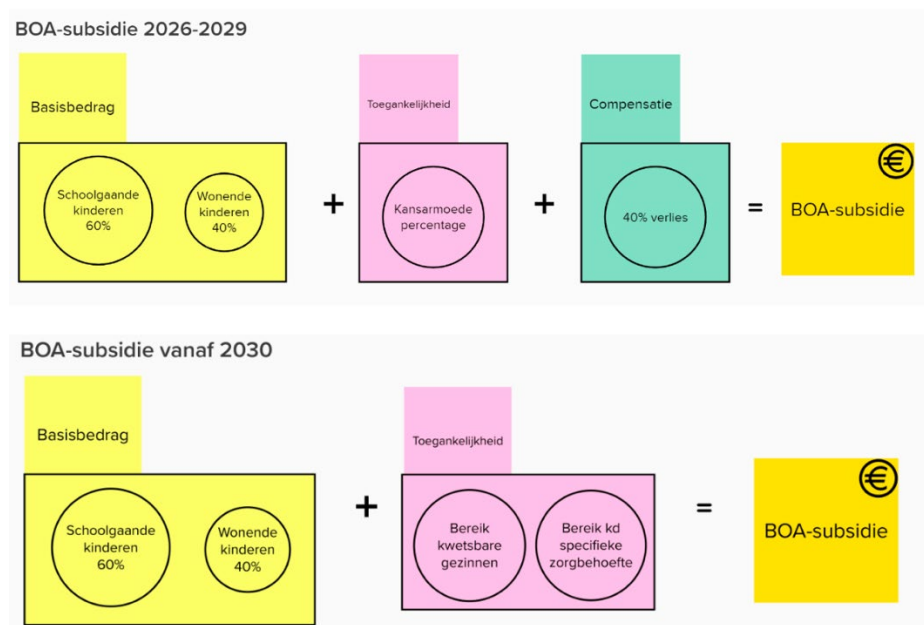 BOA-subsidie 2026-2029
Basisbedrag
Toegankelijkheid
Compensatie
Schoolgaande
kinderen
60%
Wonende
kinderen
40%
+
Kansarmoede
percentage
+
40% verlies
=
€
BOA-subsidie
BOA-subsidie vanaf 2030
Basisbedrag
Toegankelijkheid
Schoolgaande
kinderen
60%
Wonende
kinderen
40%
+
Bereik
kwetsbare
gezinnen
Bereik kd
specifieke
zorgbehoefte
=
€
BOA-subsidie